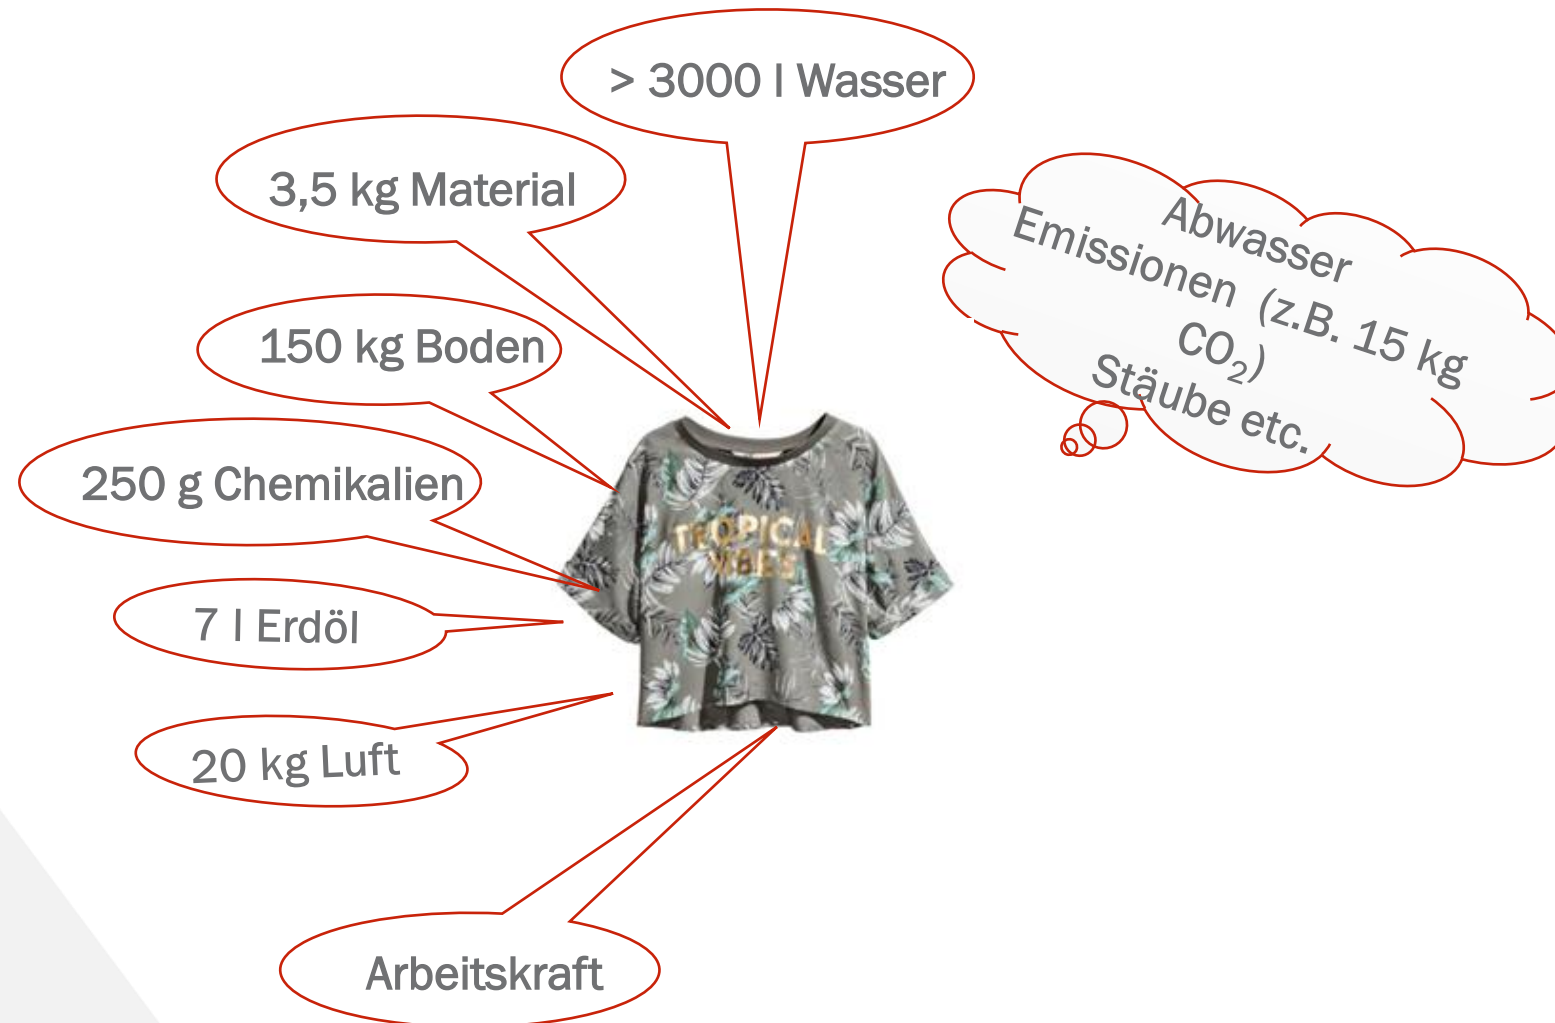 > 3000 l Wasser
3,5 kg Material
150 kg Boden
250 g Chemikalien
7 l Erdöl
20 kg Luft
Arbeitskraft
Abwasser
Emissionen (z.B. 15 kg
CO₂)
Stäube etc.
TROPICAL
VIBES